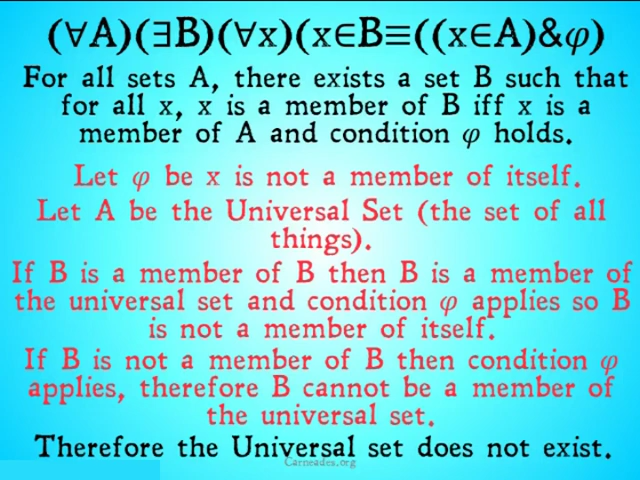 (∀A)(∃B)(∀x)(x∈B≡((x∈A)&φ)
For all sets A, there exists a set B such that
for all x, x is a member of B iff x is a
member of A and condition φ holds.
Let φ be x is not a member of itself.
Let A be the Universal Set (the set of all
things).
If B is a member of B then B is a member of
the universal set and condition φ applies so B
is not a member of itself.
If B is not a member of B then condition φ
applies, therefore B cannot be a member of
the universal set.
Therefore the Universal set does not exist.
Carneades.org